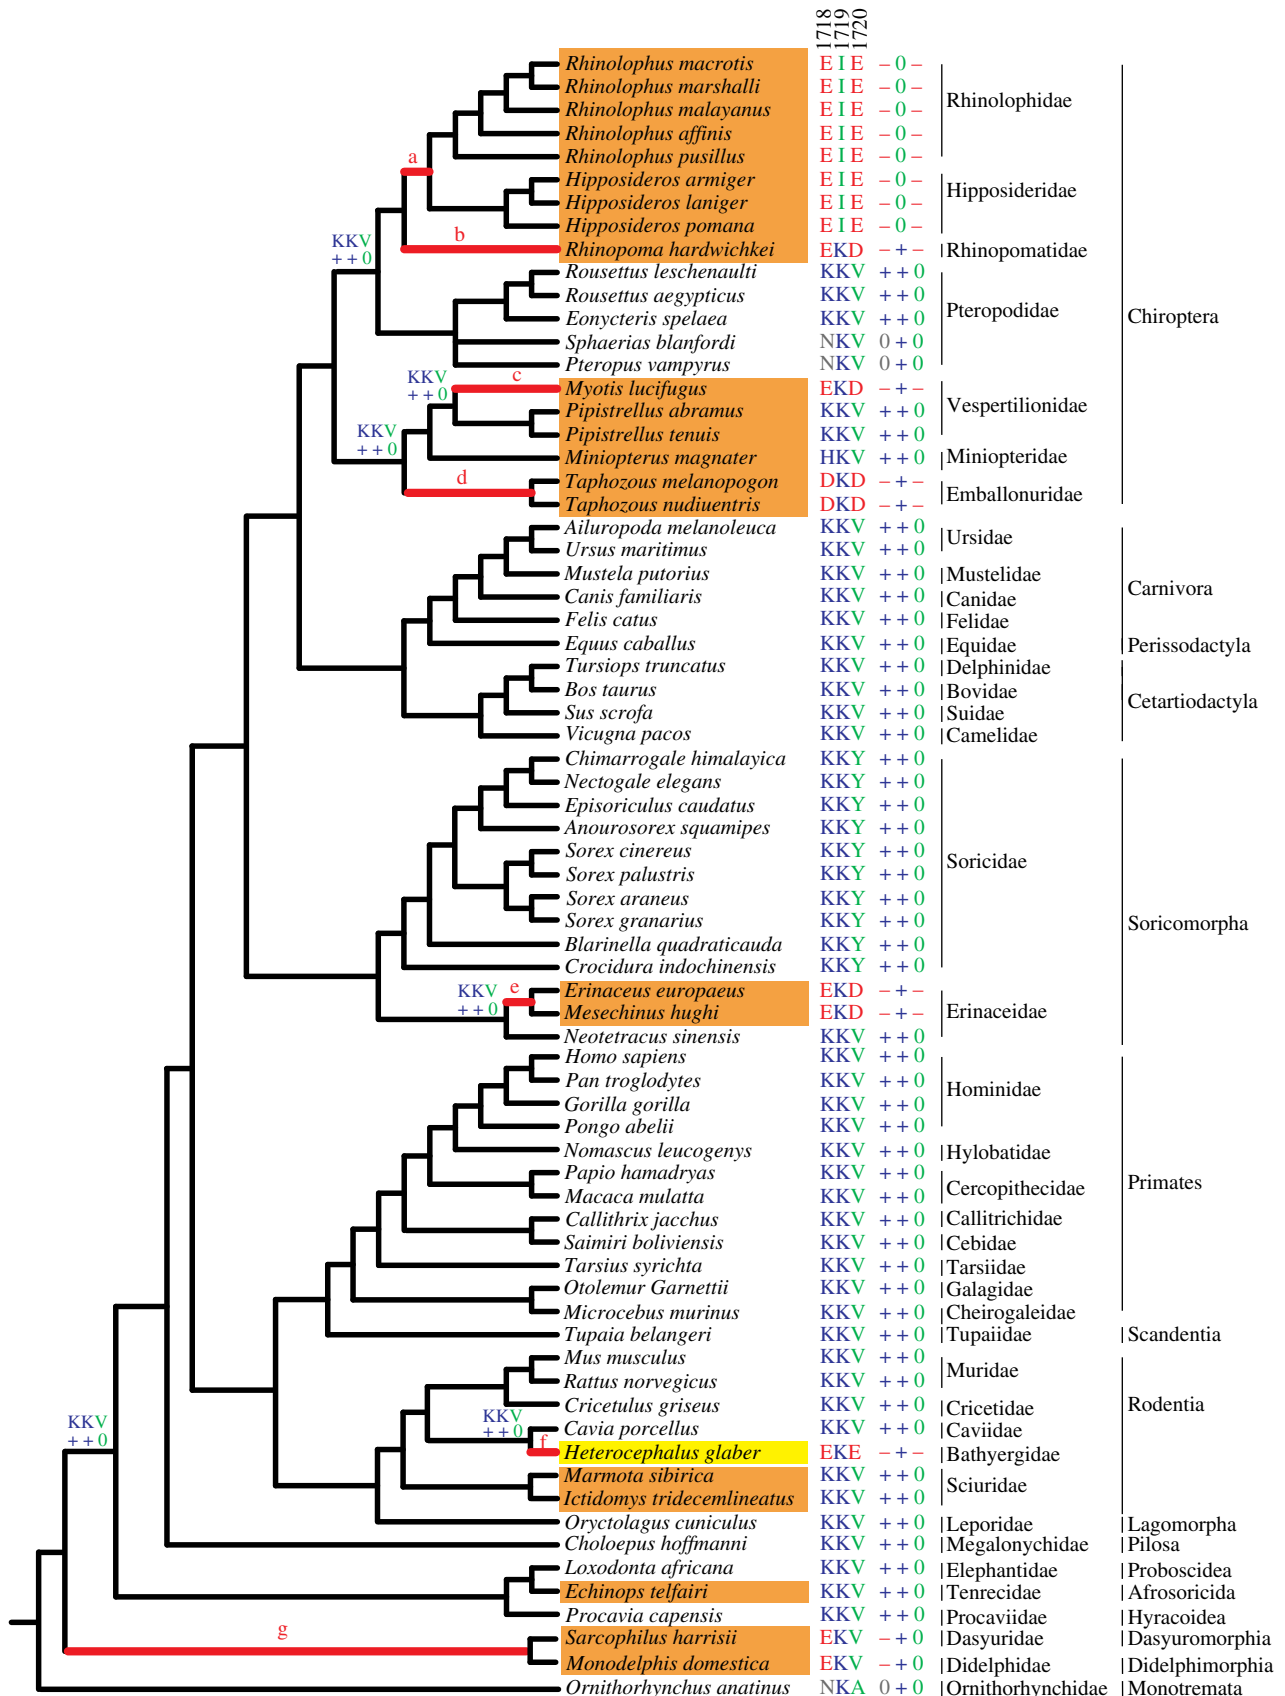 1718 1719 1720
Rhinolophus macrotis E I E – 0 –
Rhinolophus marshalli E I E – 0 –
Rhinolophidae
Rhinolophus malayanus E I E – 0 –
Rhinolophus affinis E I E – 0 –
a
Rhinolophus pusillus E I E – 0 –
Hipposideros armiger E I E – 0 –
Hipposideridae
Hipposideros laniger E I E – 0 –
Hipposideros pomana E I E – 0 –
b
KKV
Rhinopoma hardwichkei EKD – + – Rhinopomatidae
+ + 0
Rousettus leschenaulti KKV + + 0
Rousettus aegypticus KKV + + 0
Pteropodidae
Chiroptera
Eonycteris spelaea KKV + + 0
Sphaerias blanfordi NKV 0 + 0
Pteropus vampyrus NKV 0 + 0
KKV
c
+ + 0
Myotis lucifugus EKD – + –
Vespertilionidae
Pipistrellus abramus KKV + + 0
KKV
Pipistrellus tenuis KKV + + 0
+ + 0
Miniopterus magnater HKV + + 0 Miniopteridae
d
Taphozous melanopogon DKD – + –
Emballonuridae
Taphozous nudiuentris DKD – + –
Ailuropoda melanoleuca KKV + + 0
Ursidae
Ursus maritimus KKV + + 0
Mustela putorius KKV + + 0 Mustelidae
Carnivora
Canis familiaris KKV + + 0 Canidae
Felis catus KKV + + 0 Felidae
Equus caballus KKV + + 0 Equidae Perissodactyla
Tursiops truncatus KKV + + 0 Delphinidae
Bos taurus KKV + + 0 Bovidae
Cetartiodactyla
Sus scrofa KKV + + 0 Suidae
Vicugna pacos KKV + + 0 Camelidae
Chimarrogale himalayica KKY + + 0
Nectogale elegans KKY + + 0
Episoriculus caudatus KKY + + 0
Anourosorex squamipes KKY + + 0
Sorex cinereus KKY + + 0
Soricidae
Sorex palustris KKY + + 0
Sorex araneus KKY + + 0
Sorex granarius KKY + + 0
Soricomorpha
Blarinella quadraticauda KKY + + 0
Crocidura indochinensis KKY + + 0
KKV
e
+ + 0
Erinaceus europaeus EKD – + –
Mesechinus hughi EKD – + –
Erinaceidae
Neotetracus sinensis KKV + + 0
Homo sapiens KKV + + 0
Pan troglodytes KKV + + 0
Hominidae
Gorilla gorilla KKV + + 0
Pongo abelii KKV + + 0
Nomascus leucogenys KKV + + 0 Hylobatidae
Papio hamadryas KKV + + 0
Cercopithecidae
Primates
Macaca mulatta KKV + + 0
Callithrix jacchus KKV + + 0 Callitrichidae
Saimiri boliviensis KKV + + 0 Cebidae
Tarsius syrichta KKV + + 0 Tarsiidae
Otolemur Garnettii KKV + + 0 Galagidae
Microcebus murinus KKV + + 0 Cheirogaleidae
Tupaia belangeri KKV + + 0 Tupaiidae Scandentia
Mus musculus KKV + + 0
Muridae
Rattus norvegicus KKV + + 0
Cricetulus griseus KKV + + 0 Cricetidae
Rodentia
KKV
+ + 0
Cavia porcellus KKV + + 0 Caviidae
KKV
+ + 0
f
Heterocephalus glaber EKE – + – Bathyergidae
Marmota sibirica KKV + + 0
Sciuridae
Ictidomys tridecemlineatus KKV + + 0
Oryctolagus cuniculus KKV + + 0 Leporidae Lagomorpha
Choloepus hoffmanni KKV + + 0 Megalonychidae Pilosa
Loxodonta africana KKV + + 0 Elephantidae Proboscidea
Echinops telfairi KKV + + 0 Tenrecidae Afrosoricida
Procavia capensis KKV + + 0 Procaviidae Hyracoidea
g
Sarcophilus harrisii EKV – + 0 Dasyuridae Dasyuromorphia
Monodelphis domestica EKV – + 0 Didelphidae Didelphimorphia
Ornithorhynchus anatinus NKA 0 + 0 Ornithorhynchidae Monotremata